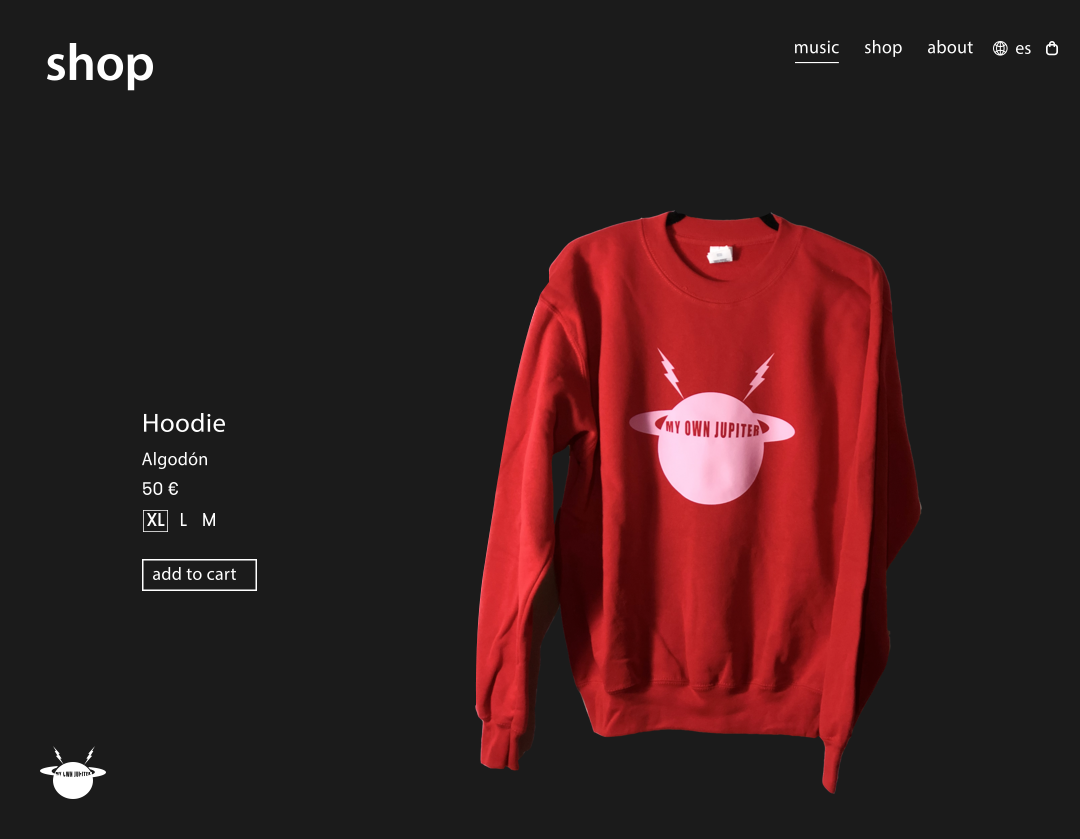 shop
music shop about es
MY OWN JUPITER
Hoodie
Algodón
50 €
XL L M
add to cart
MY OWN JUPITER